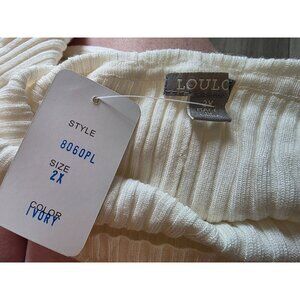 STYLE
8060PL
SIZE
2X
COLOR
IVORY
LOULO
2X